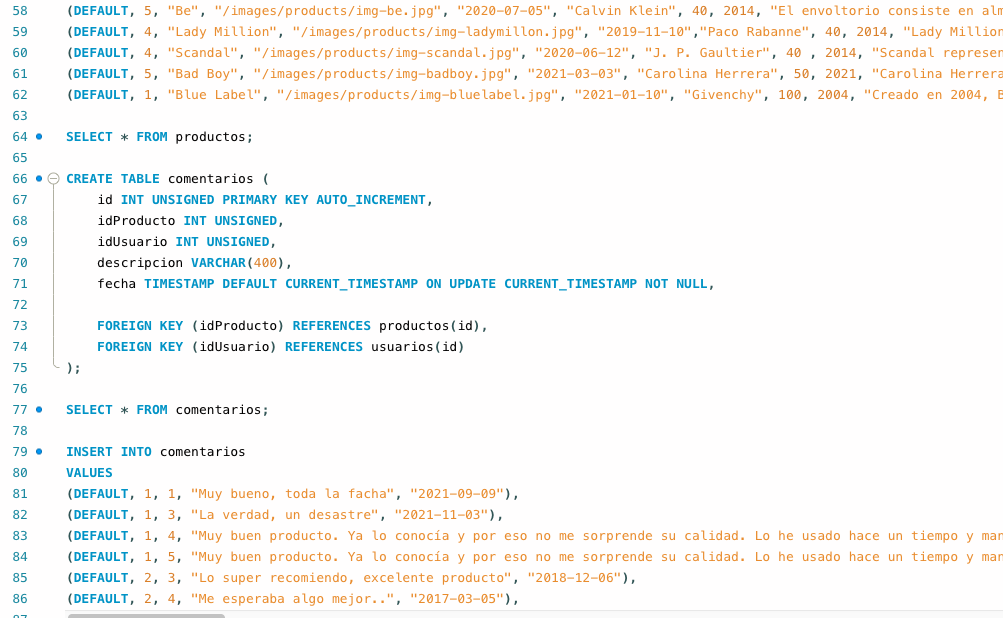 58 (DEFAULT, 5, "Be", "/images/products/img-be.jpg", "2020-07-05", "Calvin Klein", 40, 2014, "El envoltorio consiste en
59 (DEFAULT, 4, "Lady Million", "/images/products/img-ladymillon.jpg", "2019-11-10","Paco Rabanne", 40, 2014, "Lady Million
60 (DEFAULT, 4, "Scandal", "/images/products/img-scandal.jpg", "2020-06-12", "J. P. Gaultier", 40 , 2014, "Scandal
61 (DEFAULT, 5, "Bad Boy", "/images/products/img-badboy.jpg", "2021-03-03", "Carolina Herrera", 50, 2021, "Carolina Herrera
62 (DEFAULT, 1, "Blue Label", "/images/products/img-bluelabel.jpg", "2021-01-10", "Givenchy", 100, 2004, "Creado en 2004,
63
64 SELECT * FROM productos;
65
66 CREATE TABLE comentarios (
67 id INT UNSIGNED PRIMARY KEY AUTO_INCREMENT,
68 idProducto INT UNSIGNED,
69 idUsuario INT UNSIGNED,
70 descripcion VARCHAR(400),
71 fecha TIMESTAMP DEFAULT CURRENT_TIMESTAMP ON UPDATE CURRENT_TIMESTAMP NOT NULL,
72
73 FOREIGN KEY (idProducto) REFERENCES productos(id),
74 FOREIGN KEY (idUsuario) REFERENCES usuarios(id)
75 );
76
77 SELECT * FROM comentarios;
78
79 INSERT INTO comentarios
80 VALUES
81 (DEFAULT, 1, 1, "Muy bueno, toda la facha", "2021-09-09"),
82 (DEFAULT, 1, 3, "La verdad, un desastre", "2021-11-03"),
83 (DEFAULT, 1, 4, "Muy buen producto. Ya lo conocía y por eso no me sorprende su calidad. Lo he usado hace un tiempo y
84 (DEFAULT, 1, 5, "Muy buen producto. Ya lo conocía y por eso no me sorprende su calidad. Lo he usado hace un tiempo y
85 (DEFAULT, 2, 3, "Lo super recomiendo, excelente producto", "2018-12-06"),
86 (DEFAULT, 2, 4, "Me esperaba algo mejor..", "2017-03-05"),